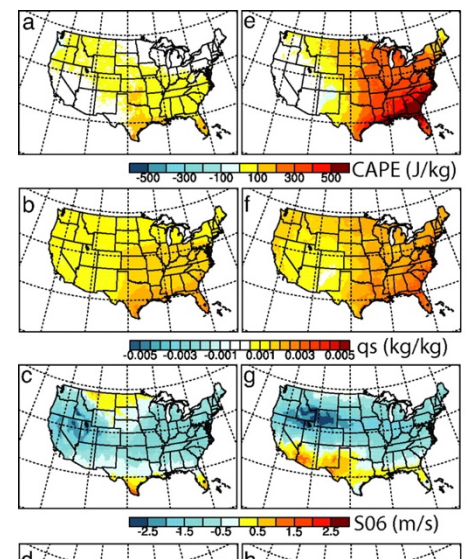 a e
-500 -300 -100 100 300 500 CAPE (J/kg)
b f
-0.005 -0.003 -0.001 0.001 0.003 0.005 qs (kg/kg)
c g
-2.5 -1.5 -0.5 0.5 1.5 2.5 S06 (m/s)
d h